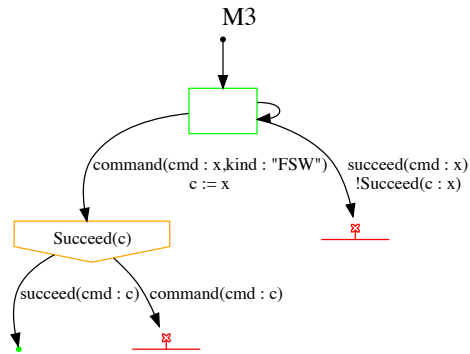 M3
command(cmd : x,kind : "FSW")
c := x
succeed(cmd : x)
!Succeed(c : x)
Succeed(c)
succeed(cmd : c)
command(cmd : c)